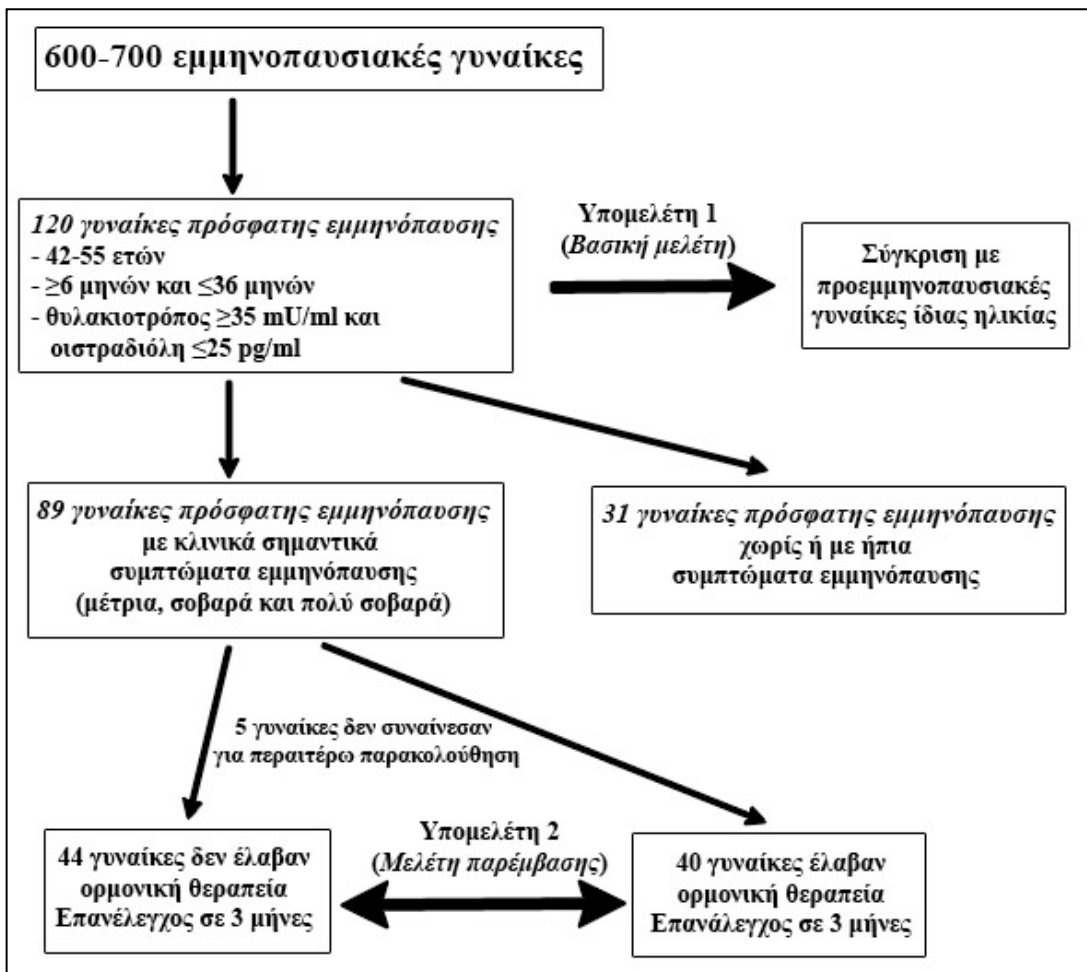 600-700 εμμηνοπαυσιακές γυναίκες
120 γυναίκες πρόσφατης εμμηνόπαυσης
- 42-55 ετών
- ≥6 μηνών και ≤36 μηνών
- θυλακιοτρόπος ≥35 mU/ml και
οιστραδιόλη ≤25 pg/ml
Υπομελέτη 1
(Βασική μελέτη)
Σύγκριση με
προεμμηνοπαυσιακές
γυναίκες ίδιας ηλικίας
89 γυναίκες πρόσφατης εμμηνόπαυσης
με κλινικά σημαντικά
συμπτώματα εμμηνόπαυσης
(μέτρια, σοβαρά και πολύ σοβαρά)
31 γυναίκες πρόσφατης εμμηνόπαυσης
χωρίς ή με ήπια
συμπτώματα εμμηνόπαυσης
5 γυναίκες δεν συναίνεσαν
για περαιτέρω παρακολούθηση
44 γυναίκες δεν έλαβαν
ορμονική θεραπεία
Επανέλεγχος σε 3 μήνες
Υπομελέτη 2
(Μελέτη παρέμβασης)
40 γυναίκες έλαβαν
ορμονική θεραπεία
Επανάλεγχος σε 3 μήνες